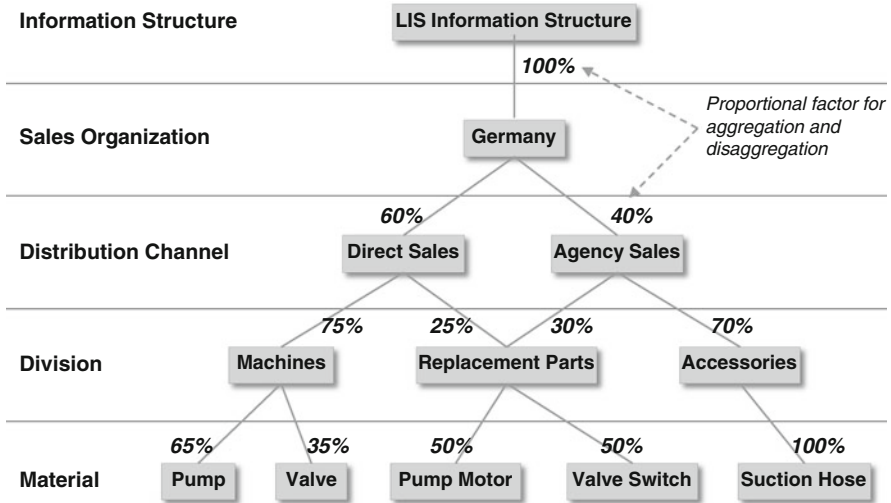 Information Structure
LIS Information Structure
100%
Proportional factor for
aggregation and
disaggregation
Sales Organization
Germany
60%
40%
Distribution Channel
Direct Sales
Agency Sales
75%
25%
30%
70%
Division
Machines
Replacement Parts
Accessories
65%
35%
50%
50%
100%
Material
Pump
Valve
Pump Motor
Valve Switch
Suction Hose